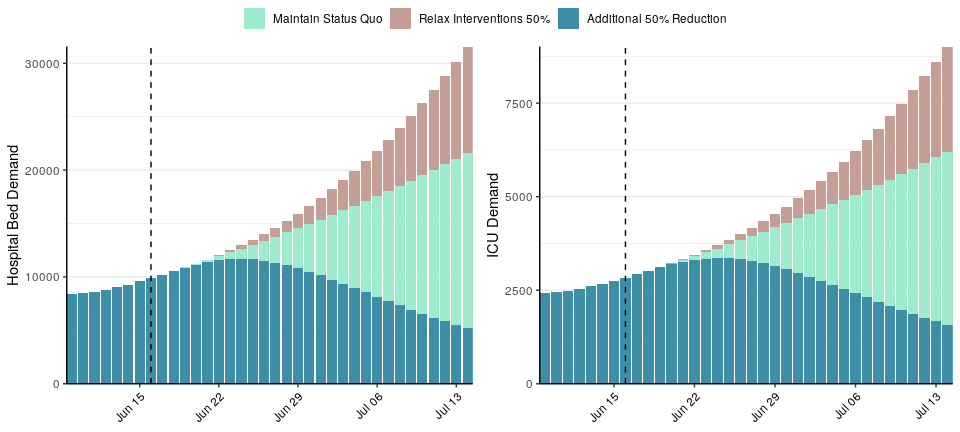 Maintain Status Quo Relax Interventions 50% Additional 50% Reduction
Hospital Bed Demand
30000
20000
10000
0
Jun 15 Jun 22 Jun 29 Jul 06 Jul 13
ICU Demand
7500
5000
2500
0
Jun 15 Jun 22 Jun 29 Jul 06 Jul 13